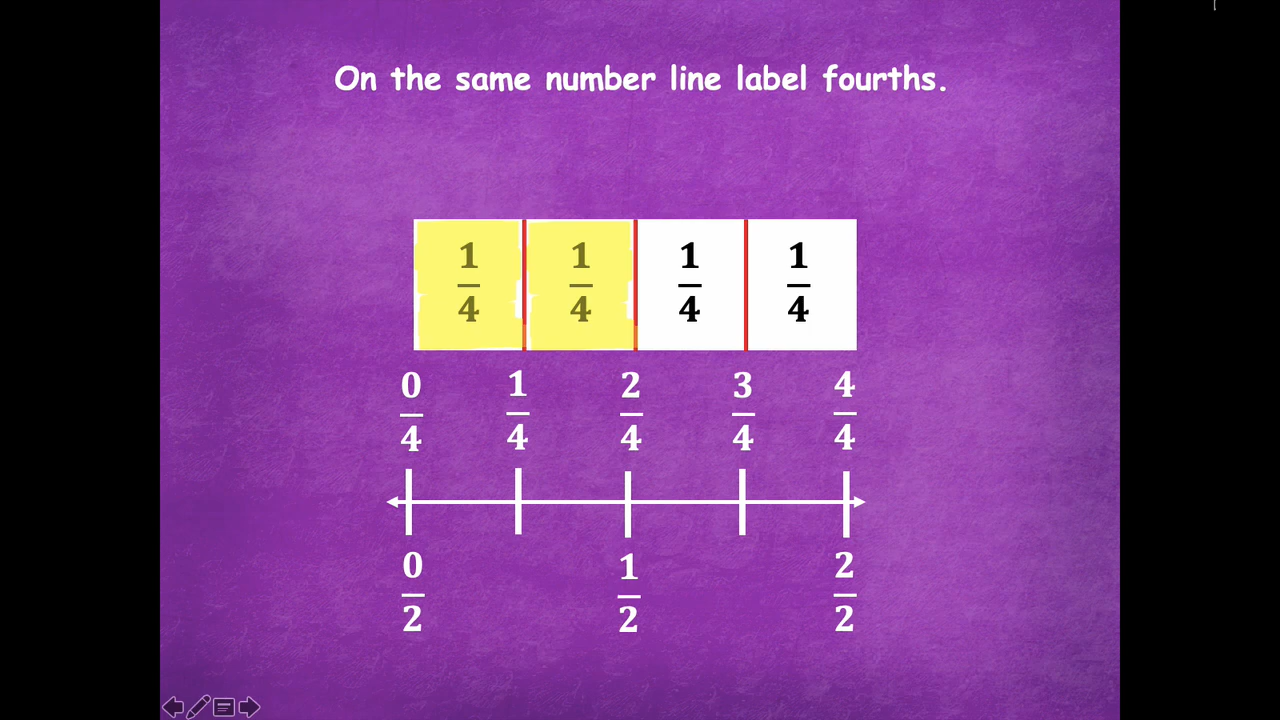 On the same number line label fourths.
1/4 1/4 1/4 1/4
0/4 1/4 2/4 3/4 4/4
0/2 1/2 2/2